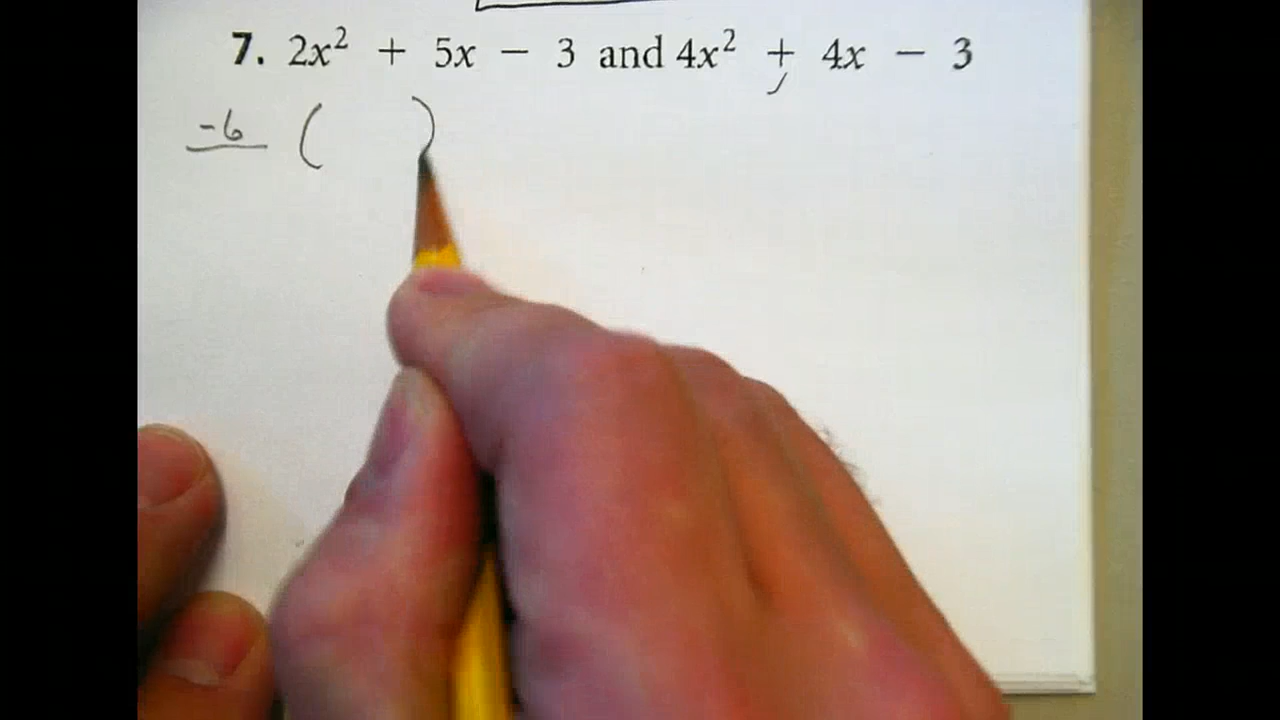 7. 2x² + 5x − 3 and 4x² + 4x − 3
-6 ( )